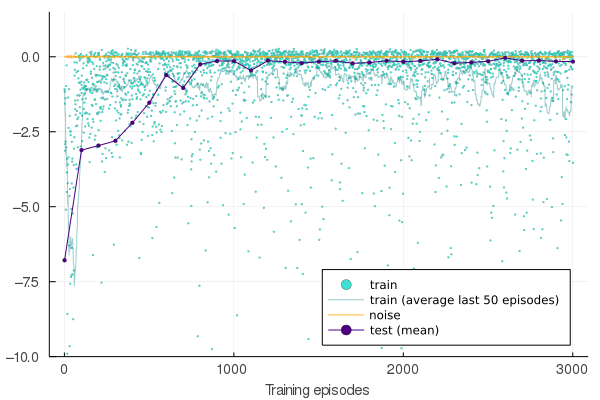 0.0
−2.5
−5.0
−7.5
−10.0
train
train (average last 50 episodes)
noise
test (mean)
0 1000 2000 3000
Training episodes